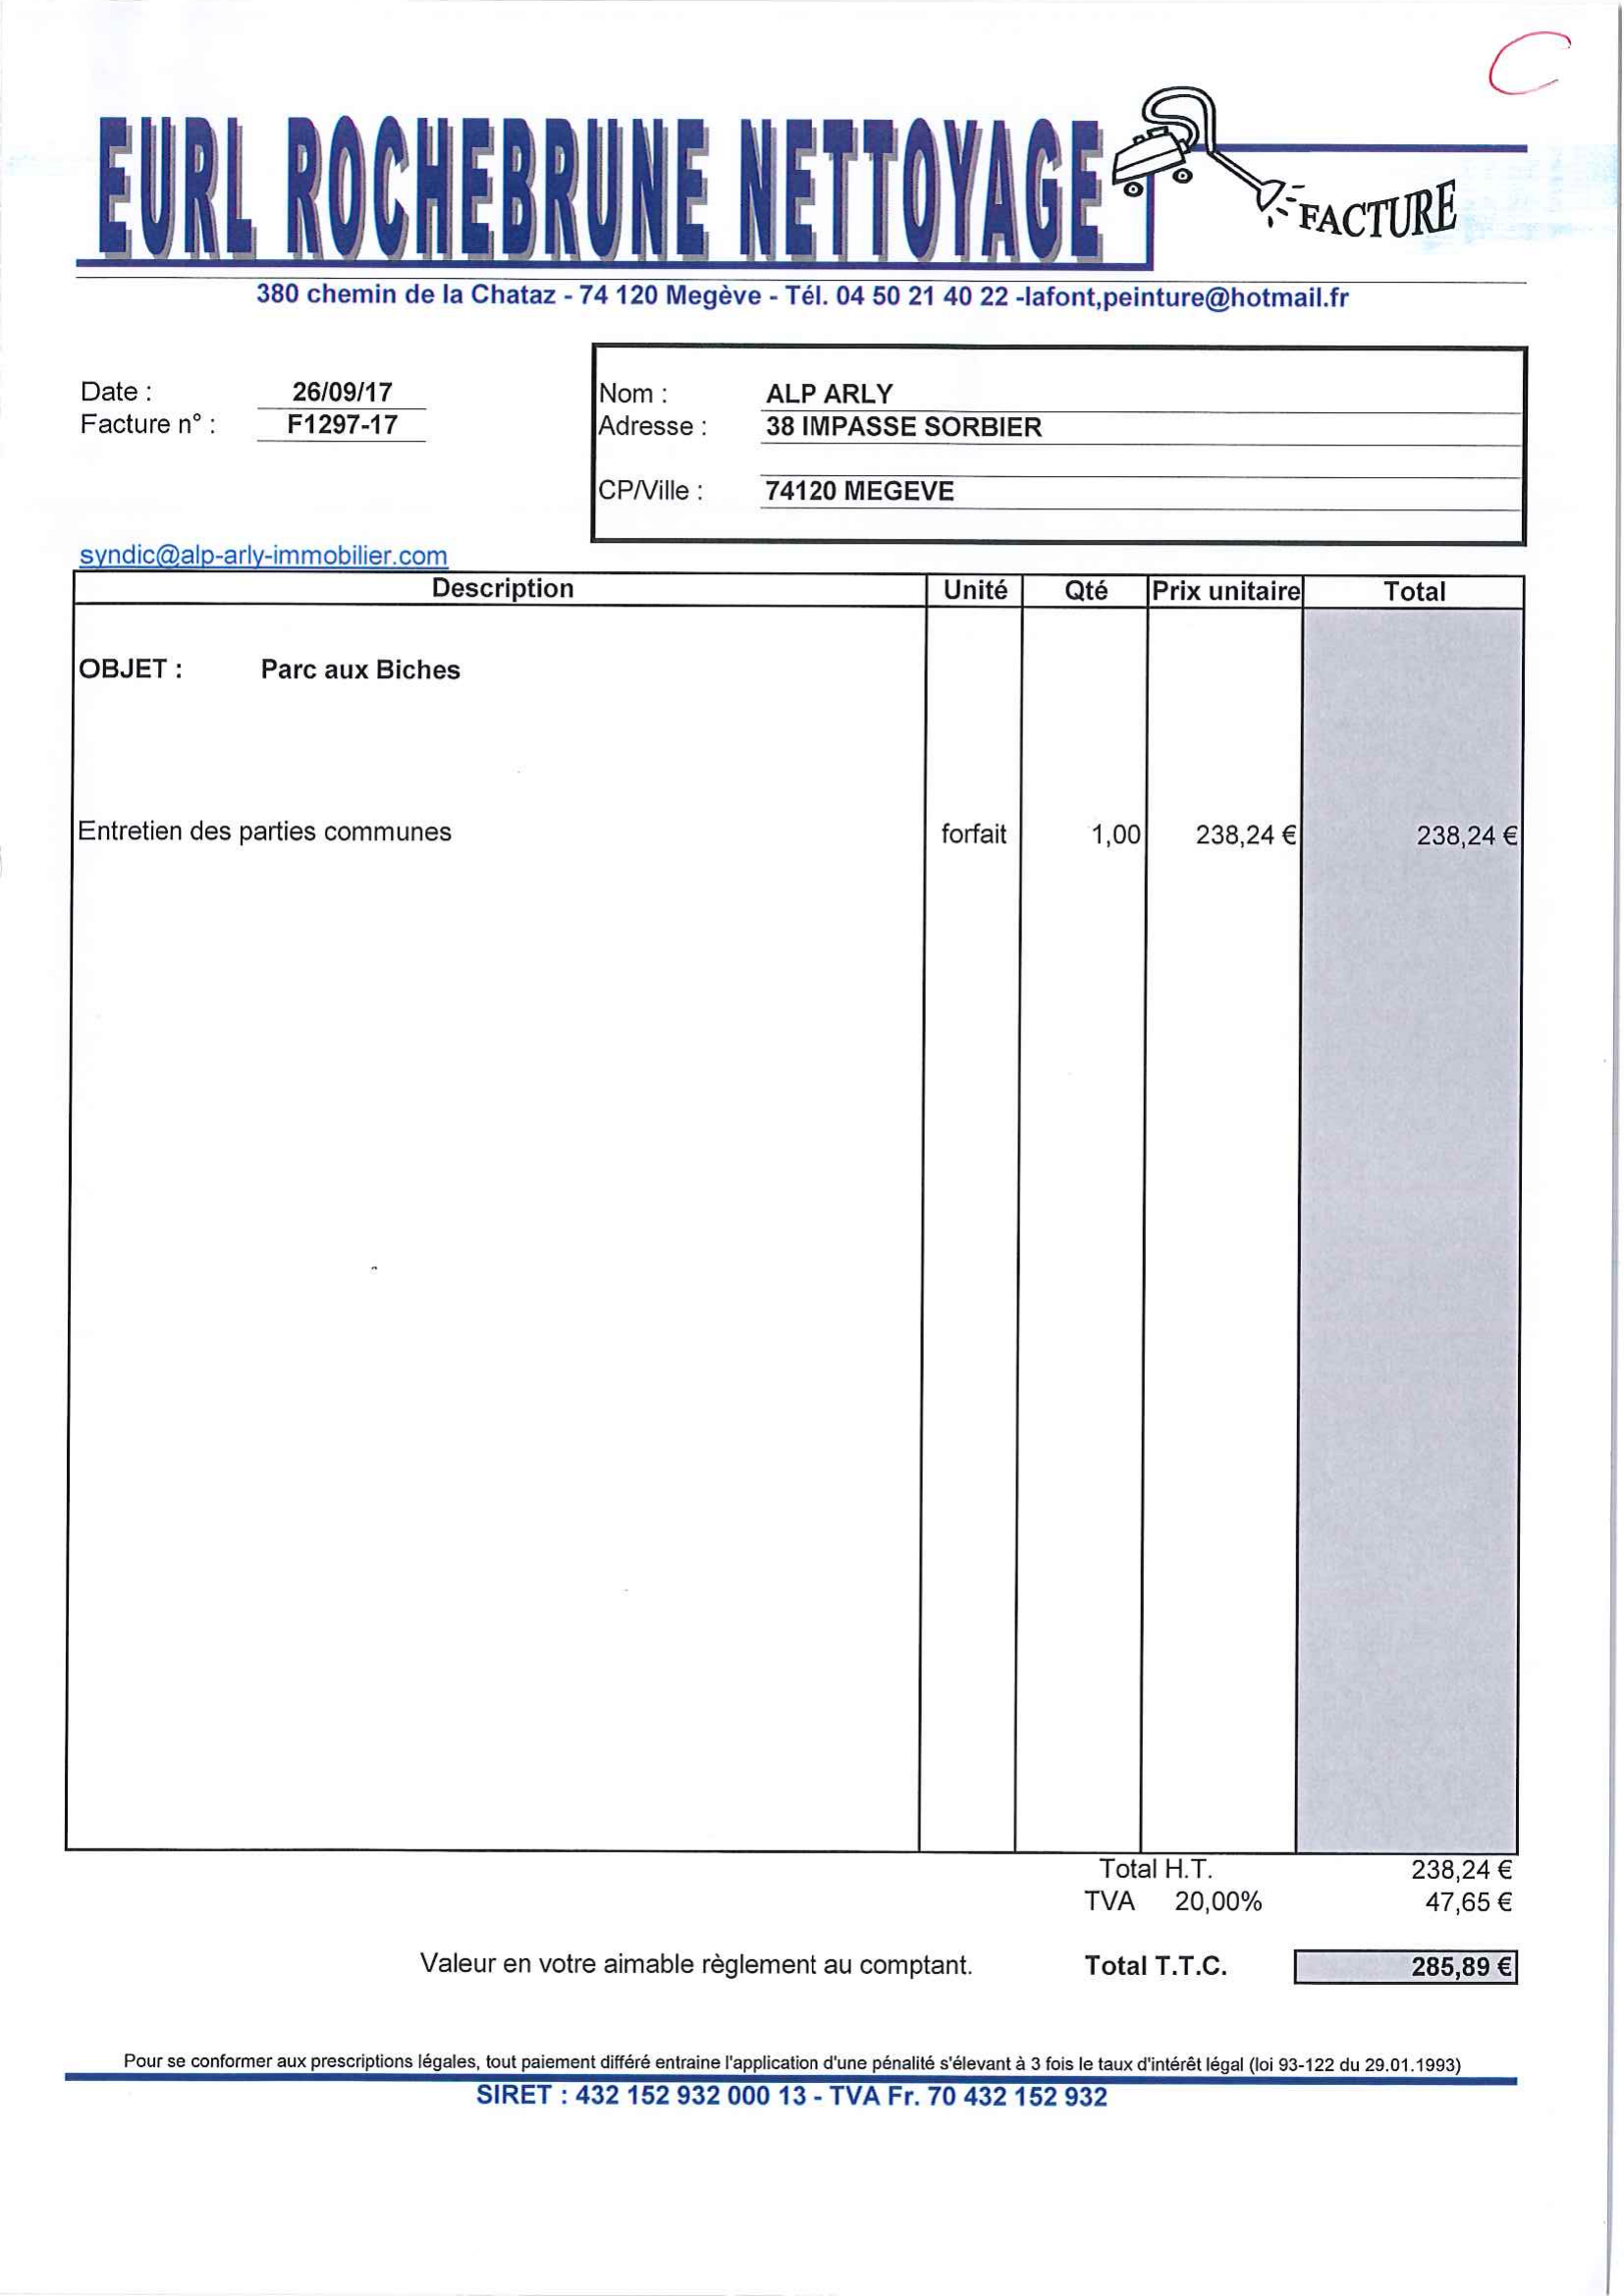 C
EURL ROCHEBRUNE NETTOYAGE
FACTURE
380 chemin de la Chataz - 74 120 Megève - Tél. 04 50 21 40 22 -lafont,peinture@hotmail.fr
Date : 26/09/17
Facture n° : F1297-17
Nom : ALP ARLY
Adresse : 38 IMPASSE SORBIER
CP/Ville : 74120 MEGEVE
syndic@alp-arly-immobilier.com
Description Unité Qté Prix unitaire Total
OBJET : Parc aux Biches
Entretien des parties communes forfait 1,00 238,24 € 238,24 €
Total H.T. 238,24 €
TVA 20,00% 47,65 €
Valeur en votre aimable règlement au comptant. Total T.T.C. 285,89 €
Pour se conformer aux prescriptions légales, tout paiement différé entraine l'application d'une pénalité s'élevant à 3 fois le taux d'intérêt légal (loi 93-122 du 29.01.1993)
SIRET : 432 152 932 000 13 - TVA Fr. 70 432 152 932